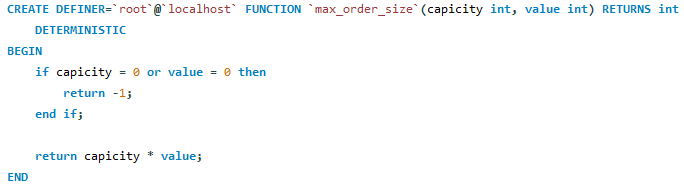 CREATE DEFINER=`root`@`localhost` FUNCTION `max_order_size`(capicity int, value int) RETURNS int
    DETERMINISTIC
BEGIN
    if capicity = 0 or value = 0 then
        return -1;
    end if;

    return capicity * value;
END